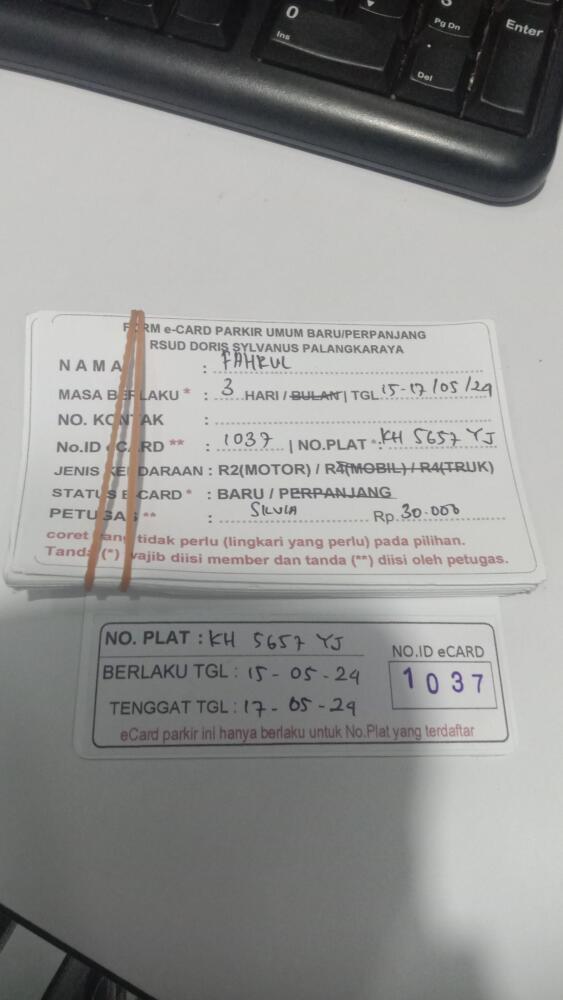 0
Ins
Pg Dn
.
Del
Enter
FORM e-CARD PARKIR UMUM BARU/PERPANJANG
RSUD DORIS SYLVANUS PALANGKARAYA
NAMA : FAHRUL
MASA BERLAKU * : 3 HARI / BULAN | TGL 15-17/05/24
NO. KONTAK :
No.ID eCARD ** : 1037 | NO.PLAT * : KH 5657 YJ
JENIS KENDARAAN : R2(MOTOR) / R4(MOBIL) / R4(TRUK)
STATUS E-CARD * : BARU / PERPANJANG
PETUGAS ** : SILVIA Rp. 30.000
coret yang tidak perlu (lingkari yang perlu) pada pilihan.
Tanda (*) wajib diisi member dan tanda (**) diisi oleh petugas.
NO. PLAT : KH 5657 YJ
NO.ID eCARD
BERLAKU TGL : 15-05-24
1037
TENGGAT TGL : 17-05-24
eCard parkir ini hanya berlaku untuk No.Plat yang terdaftar